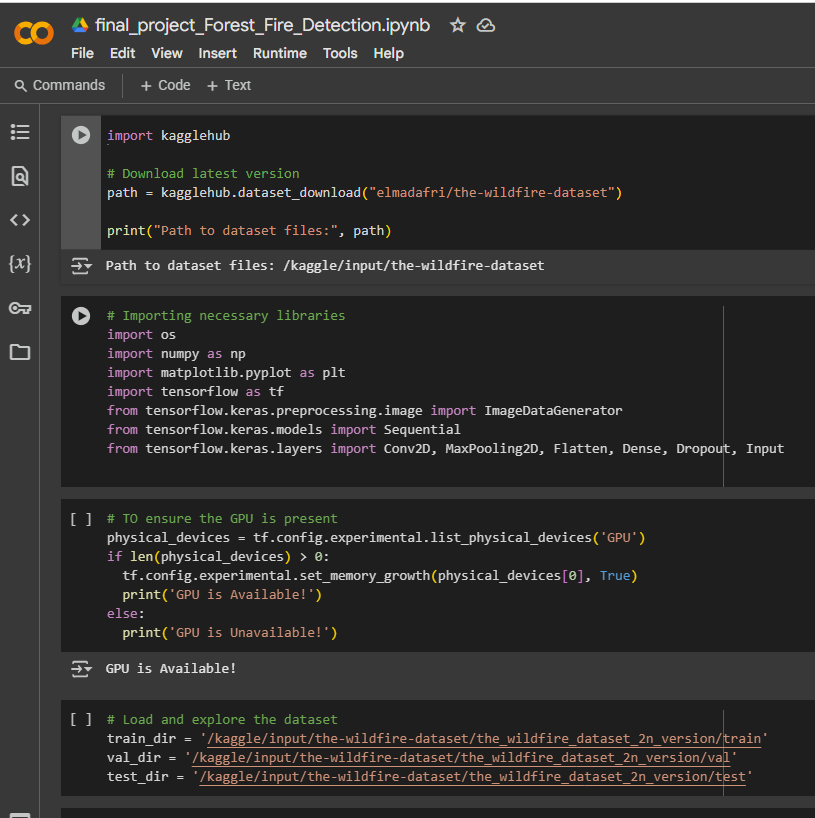 final_project_Forest_Fire_Detection.ipynb
File Edit View Insert Runtime Tools Help
Commands + Code + Text
import kagglehub
# Download latest version
path = kagglehub.dataset_download("elmadafri/the-wildfire-dataset")
print("Path to dataset files:", path)
Path to dataset files: /kaggle/input/the-wildfire-dataset
# Importing necessary libraries
import os
import numpy as np
import matplotlib.pyplot as plt
import tensorflow as tf
from tensorflow.keras.preprocessing.image import ImageDataGenerator
from tensorflow.keras.models import Sequential
from tensorflow.keras.layers import Conv2D, MaxPooling2D, Flatten, Dense, Dropout, Input
[ ] # TO ensure the GPU is present
physical_devices = tf.config.experimental.list_physical_devices('GPU')
if len(physical_devices) > 0:
  tf.config.experimental.set_memory_growth(physical_devices[0], True)
  print('GPU is Available!')
else:
  print('GPU is Unavailable!')
GPU is Available!
[ ] # Load and explore the dataset
train_dir = '/kaggle/input/the-wildfire-dataset/the_wildfire_dataset_2n_version/train'
val_dir = '/kaggle/input/the-wildfire-dataset/the_wildfire_dataset_2n_version/val'
test_dir = '/kaggle/input/the-wildfire-dataset/the_wildfire_dataset_2n_version/test'